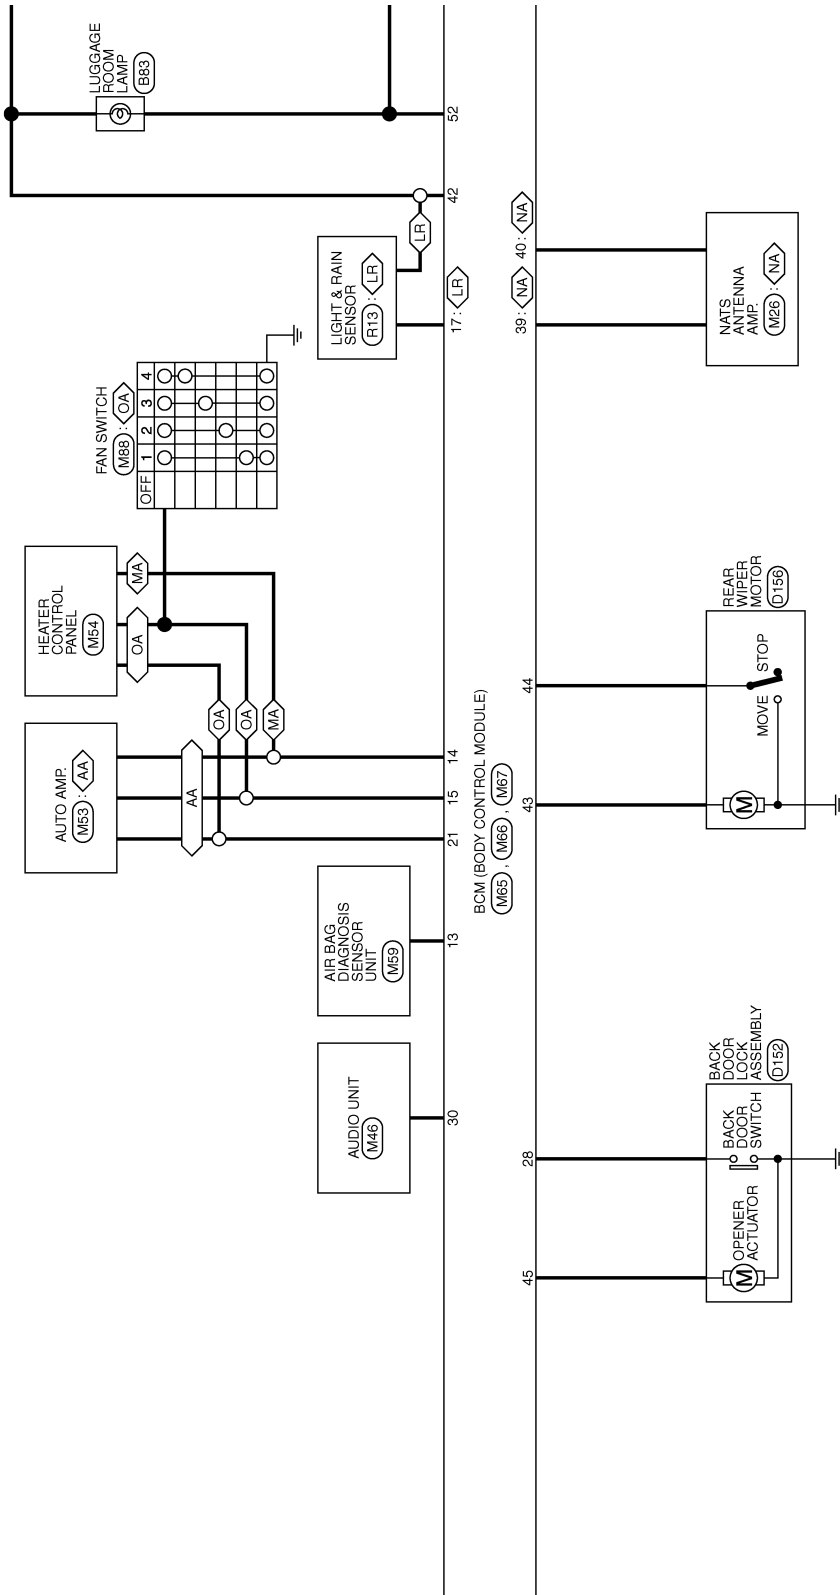 LUGGAGE
ROOM
LAMP
B83
52
42
LR
LIGHT & RAIN
SENSOR
R13 : LR
17 : LR
40 : NA
39 : NA
NATS
ANTENNA
AMP.
M26 : NA
FAN SWITCH
M88 : OA
OFF 1 2 3 4
HEATER
CONTROL
PANEL
M54
MA
OA
OA
OA
MA
AUTO AMP.
M53 : AA
AA
14
15
21
BCM (BODY CONTROL MODULE)
M65 , M66 , M67
44
43
REAR
WIPER
MOTOR
D156
STOP
MOVE
M
AIR BAG
DIAGNOSIS
SENSOR
UNIT
M59
13
AUDIO UNIT
M46
30
28
45
BACK
DOOR
LOCK
ASSEMBLY
D152
BACK
DOOR
SWITCH
OPENER
ACTUATOR
M